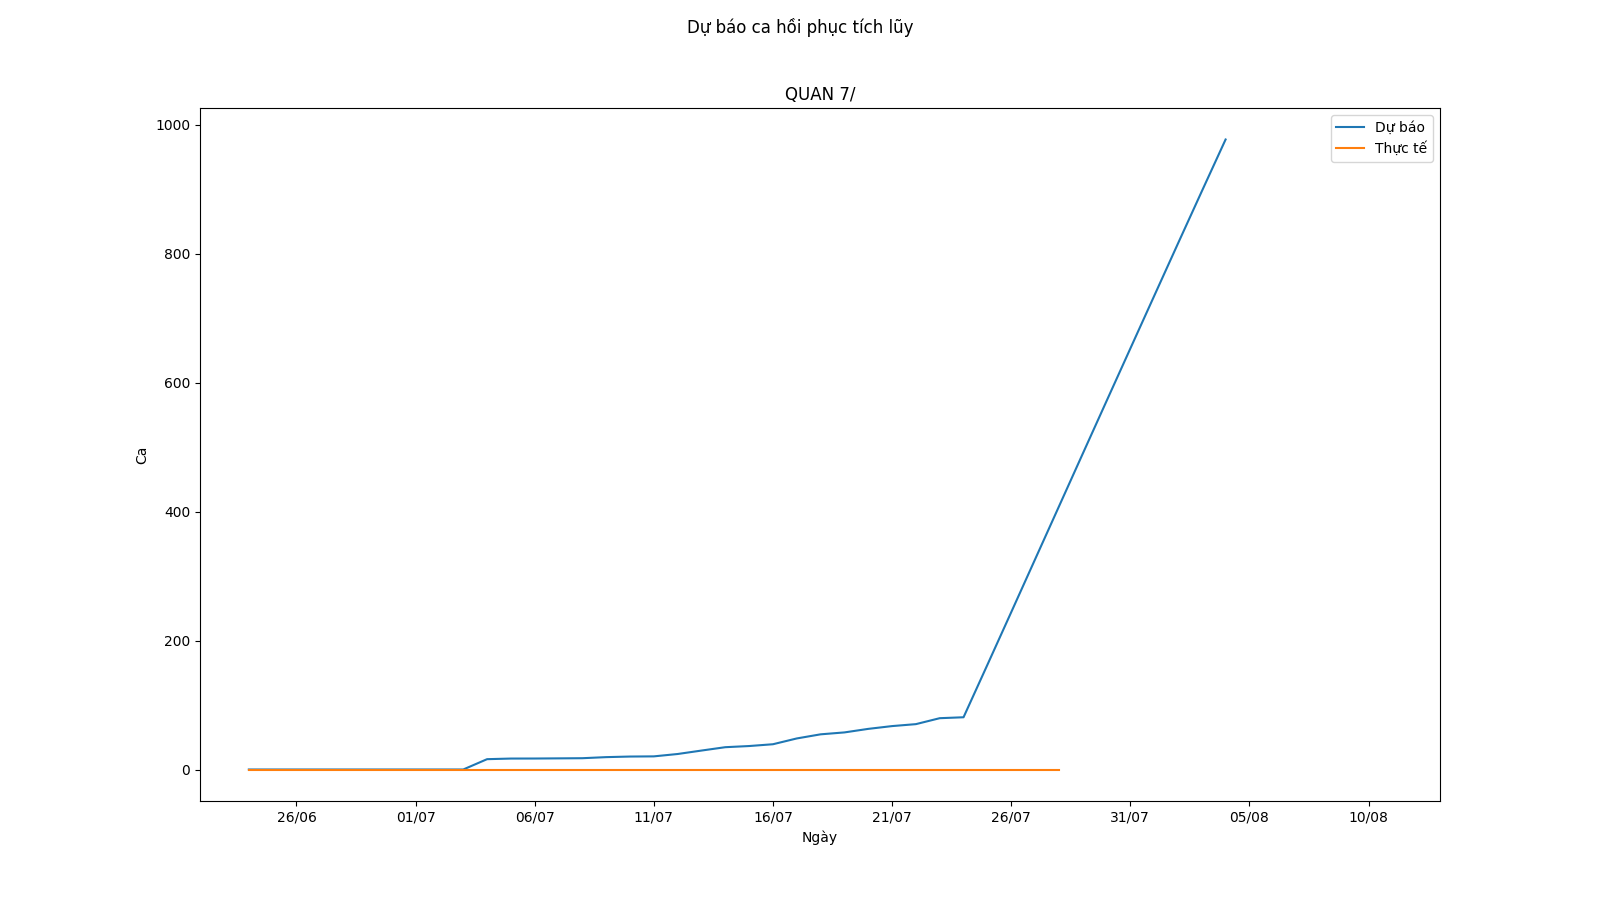 Dự báo ca hồi phục tích lũy
QUAN 7/
Dự báo
Thực tế
1000
800
600
400
200
0
Ca
26/06 01/07 06/07 11/07 16/07 21/07 26/07 31/07 05/08 10/08
Ngày